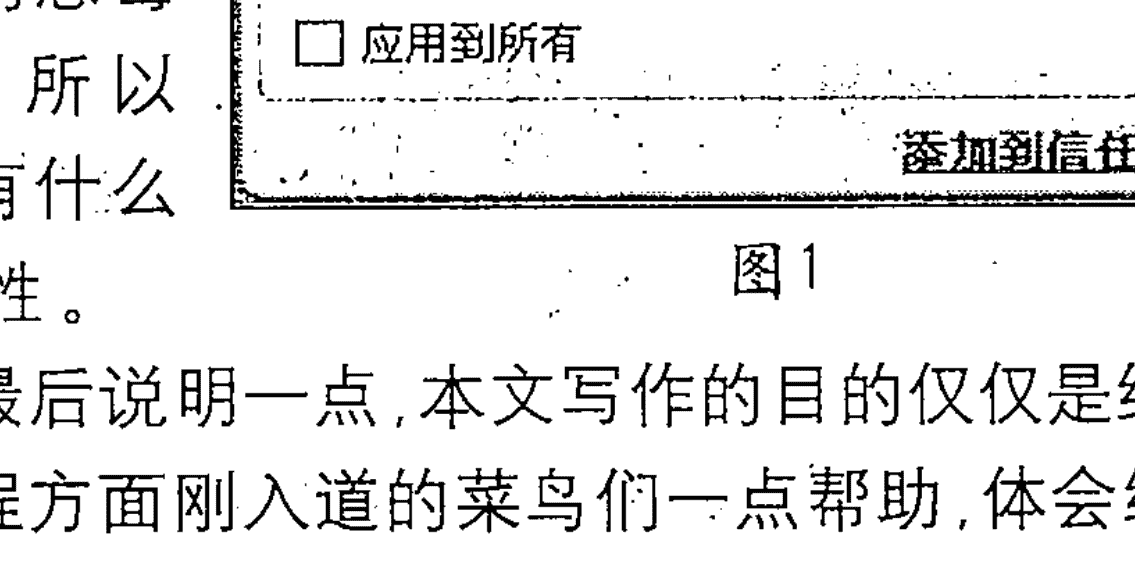 应用到所有
所以
添加到信任
有什么
图1
性。
最后说明一点,本文写作的目的仅仅是
程方面刚入道的菜鸟们一点帮助,体会